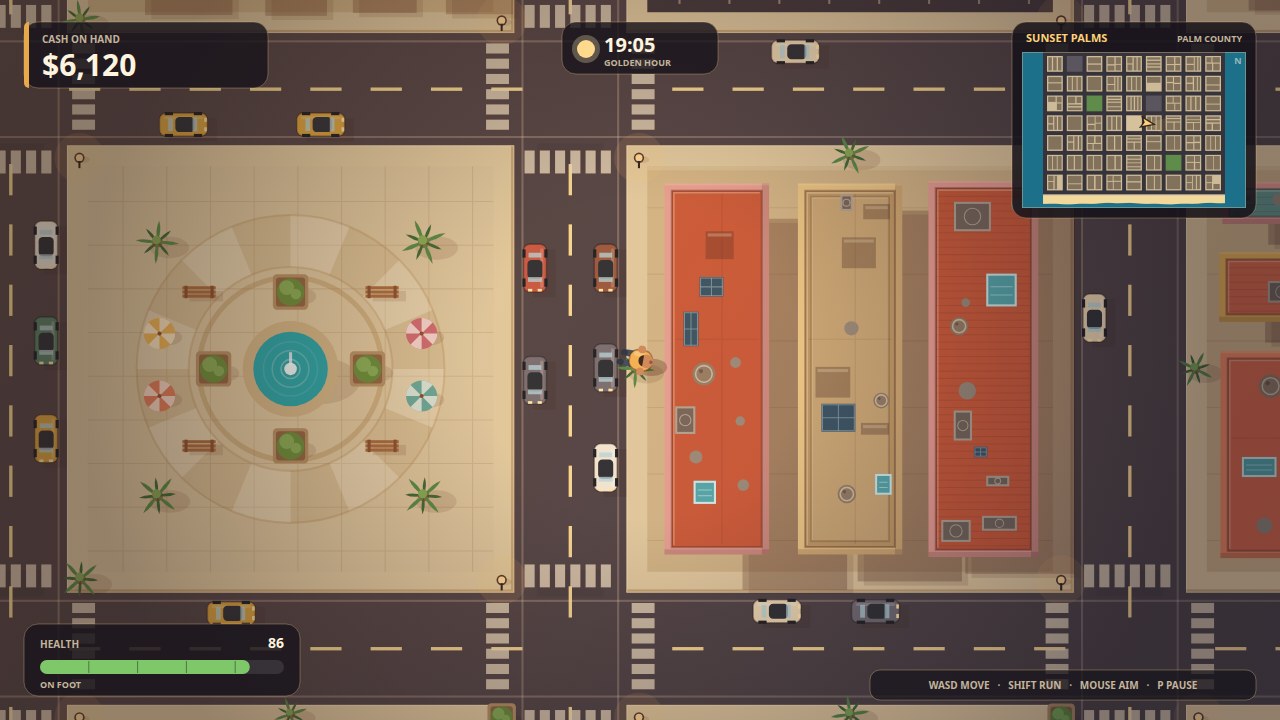 CASH ON HAND
$6,120
19:05
GOLDEN HOUR
SUNSET PALMS
PALM COUNTY
N
HEALTH
86
ON FOOT
WASD MOVE · SHIFT RUN · MOUSE AIM · P PAUSE